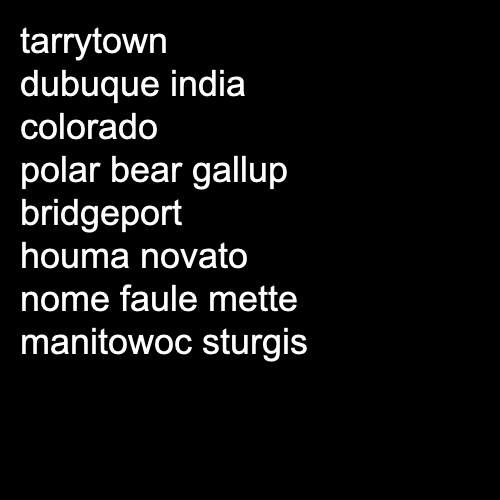 tarrytown
dubuque india
colorado
polar bear gallup
bridgeport
houma novato
nome faule mette
manitowoc sturgis